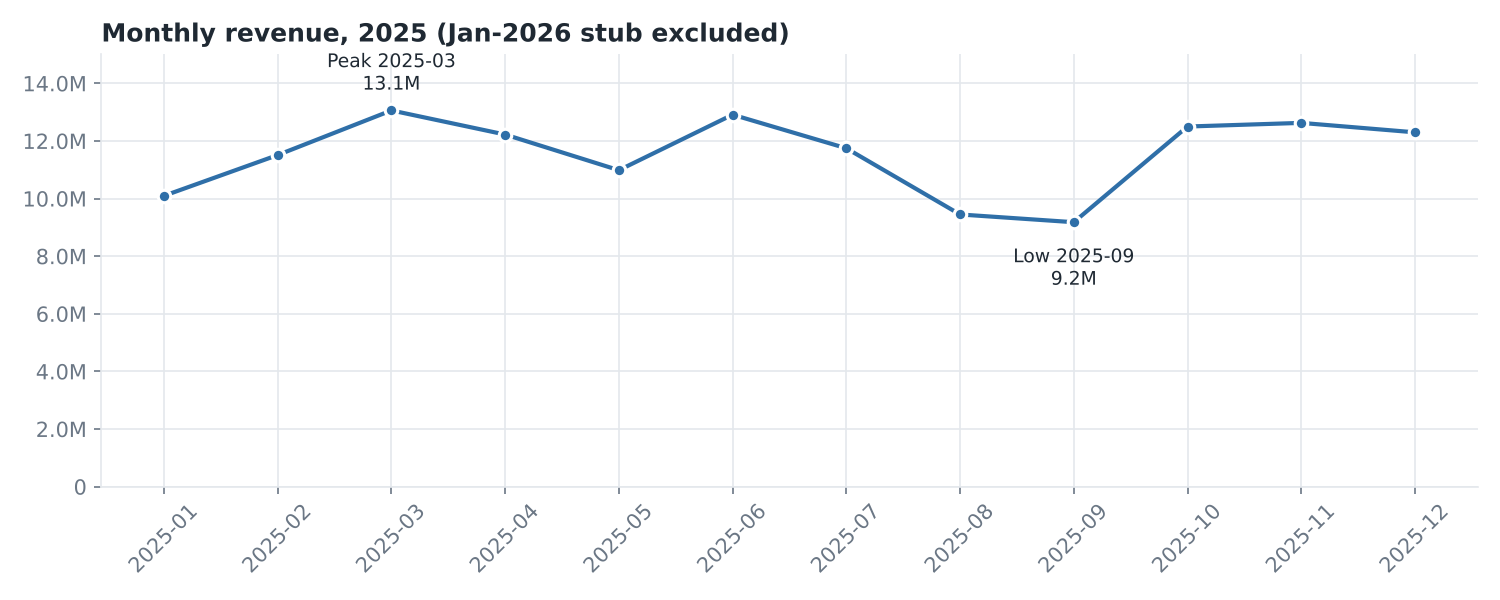 Monthly revenue, 2025 (Jan-2026 stub excluded)
Peak 2025-03
13.1M
14.0M
12.0M
10.0M
8.0M
6.0M
4.0M
2.0M
0
Low 2025-09
9.2M
2025-01
2025-02
2025-03
2025-04
2025-05
2025-06
2025-07
2025-08
2025-09
2025-10
2025-11
2025-12